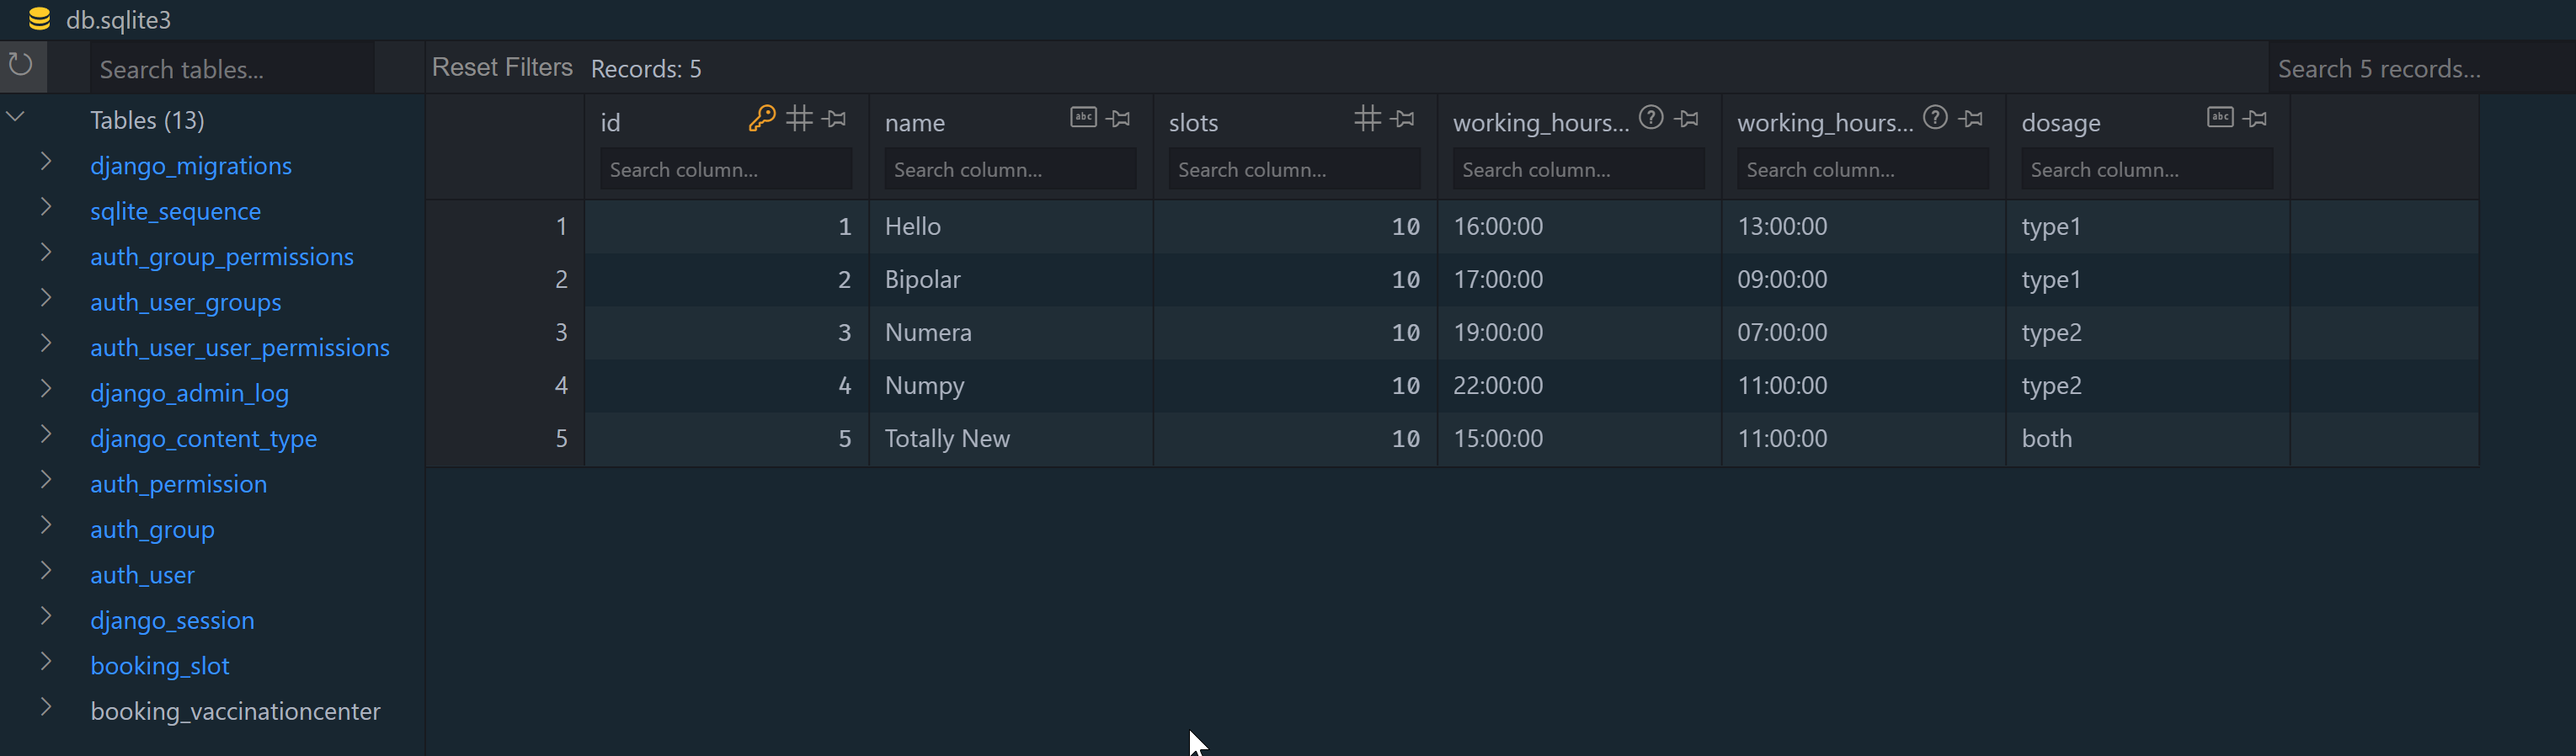 db.sqlite3
Search tables...
Reset Filters Records: 5
Search 5 records...
Tables (13)
django_migrations
sqlite_sequence
auth_group_permissions
auth_user_groups
auth_user_user_permissions
django_admin_log
django_content_type
auth_permission
auth_group
auth_user
django_session
booking_slot
booking_vaccinationcenter
id name abc slots working_hours... ? working_hours... ? dosage abc
Search column... Search column... Search column... Search column... Search column... Search column...
1 1 Hello 10 16:00:00 13:00:00 type1
2 2 Bipolar 10 17:00:00 09:00:00 type1
3 3 Numera 10 19:00:00 07:00:00 type2
4 4 Numpy 10 22:00:00 11:00:00 type2
5 5 Totally New 10 15:00:00 11:00:00 both